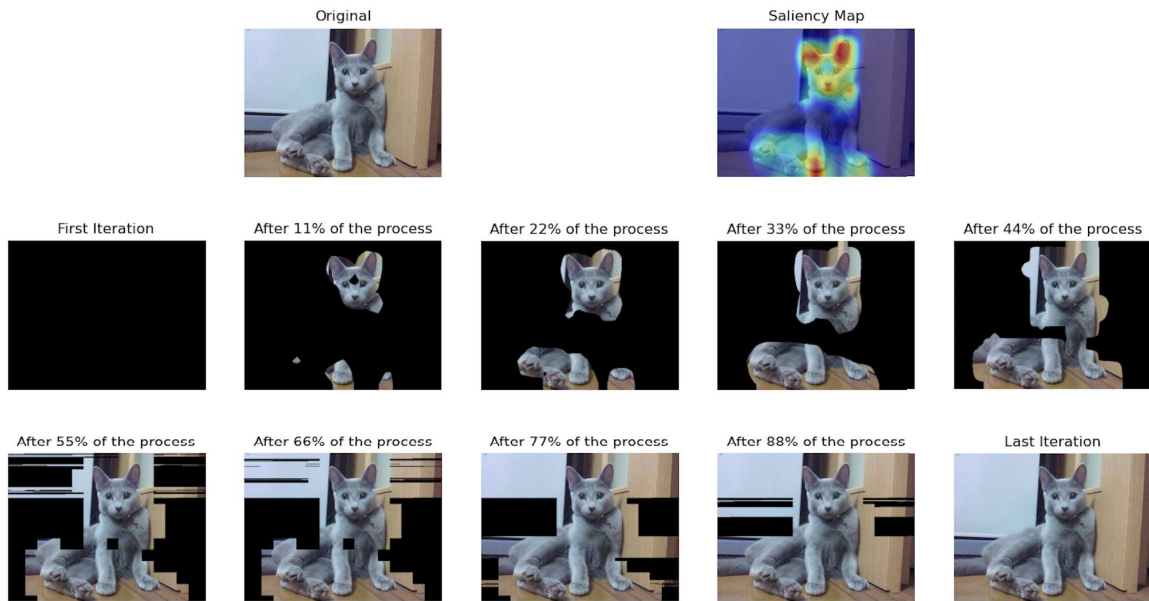 Original
Saliency Map
First Iteration
After 11% of the process
After 22% of the process
After 33% of the process
After 44% of the process
After 55% of the process
After 66% of the process
After 77% of the process
After 88% of the process
Last Iteration